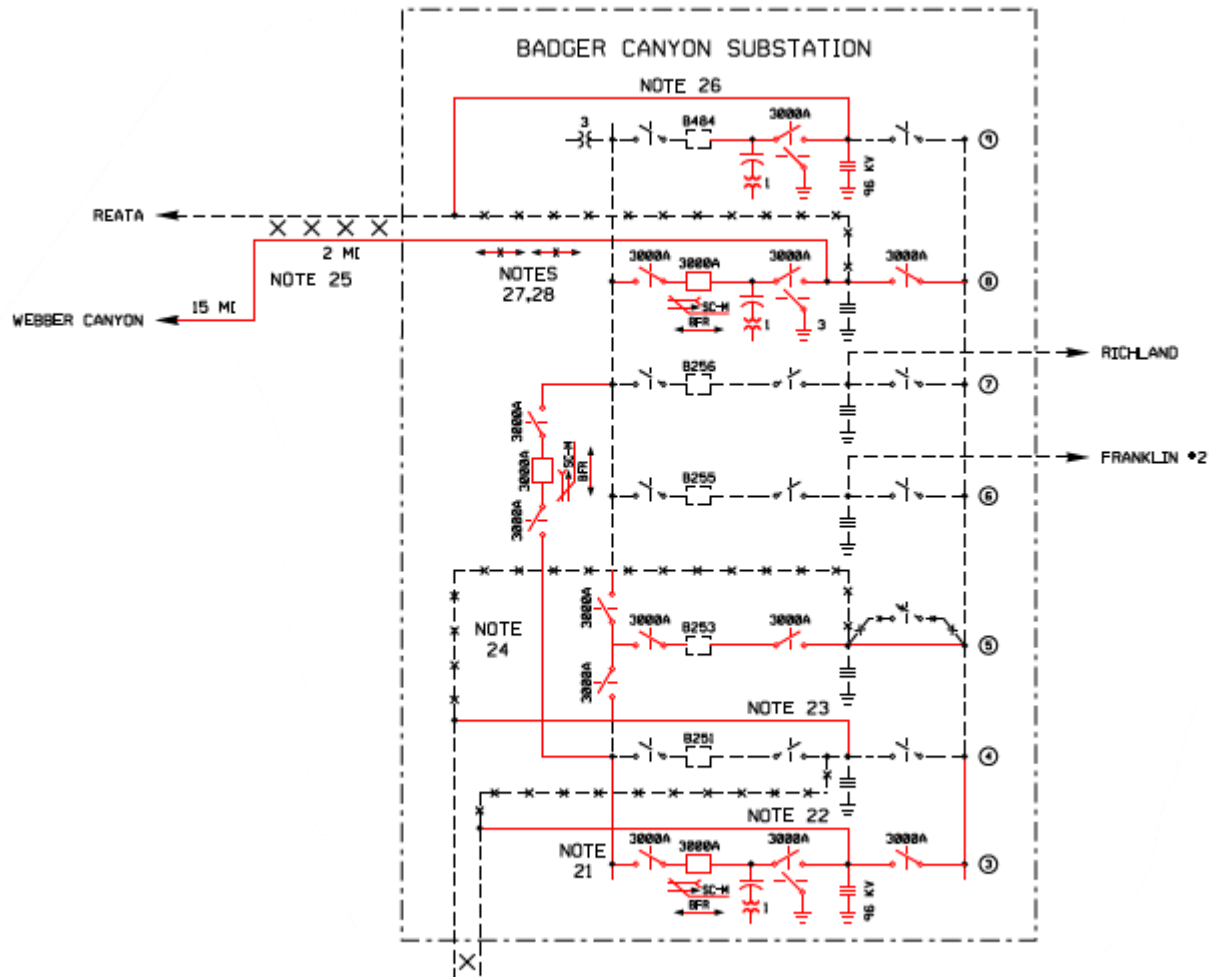 BADGER CANYON SUBSTATION
NOTE 26
3
B484
3000A
9
1
96 KV
REATA
2 MI
NOTE 25
NOTES
27,28
3000A
3000A
3000A
3000A
8
SC-M
BFR
1
3
15 MI
WEBBER CANYON
RICHLAND
B256
7
3000A
3000A
SC-M
BFR
3000A
FRANKLIN #2
B255
6
NOTE
24
3000A
3000A
B253
3000A
5
3000A
NOTE 23
B251
4
NOTE 22
NOTE
21
3000A
3000A
3000A
3000A
3
SC-M
BFR
1
96 KV